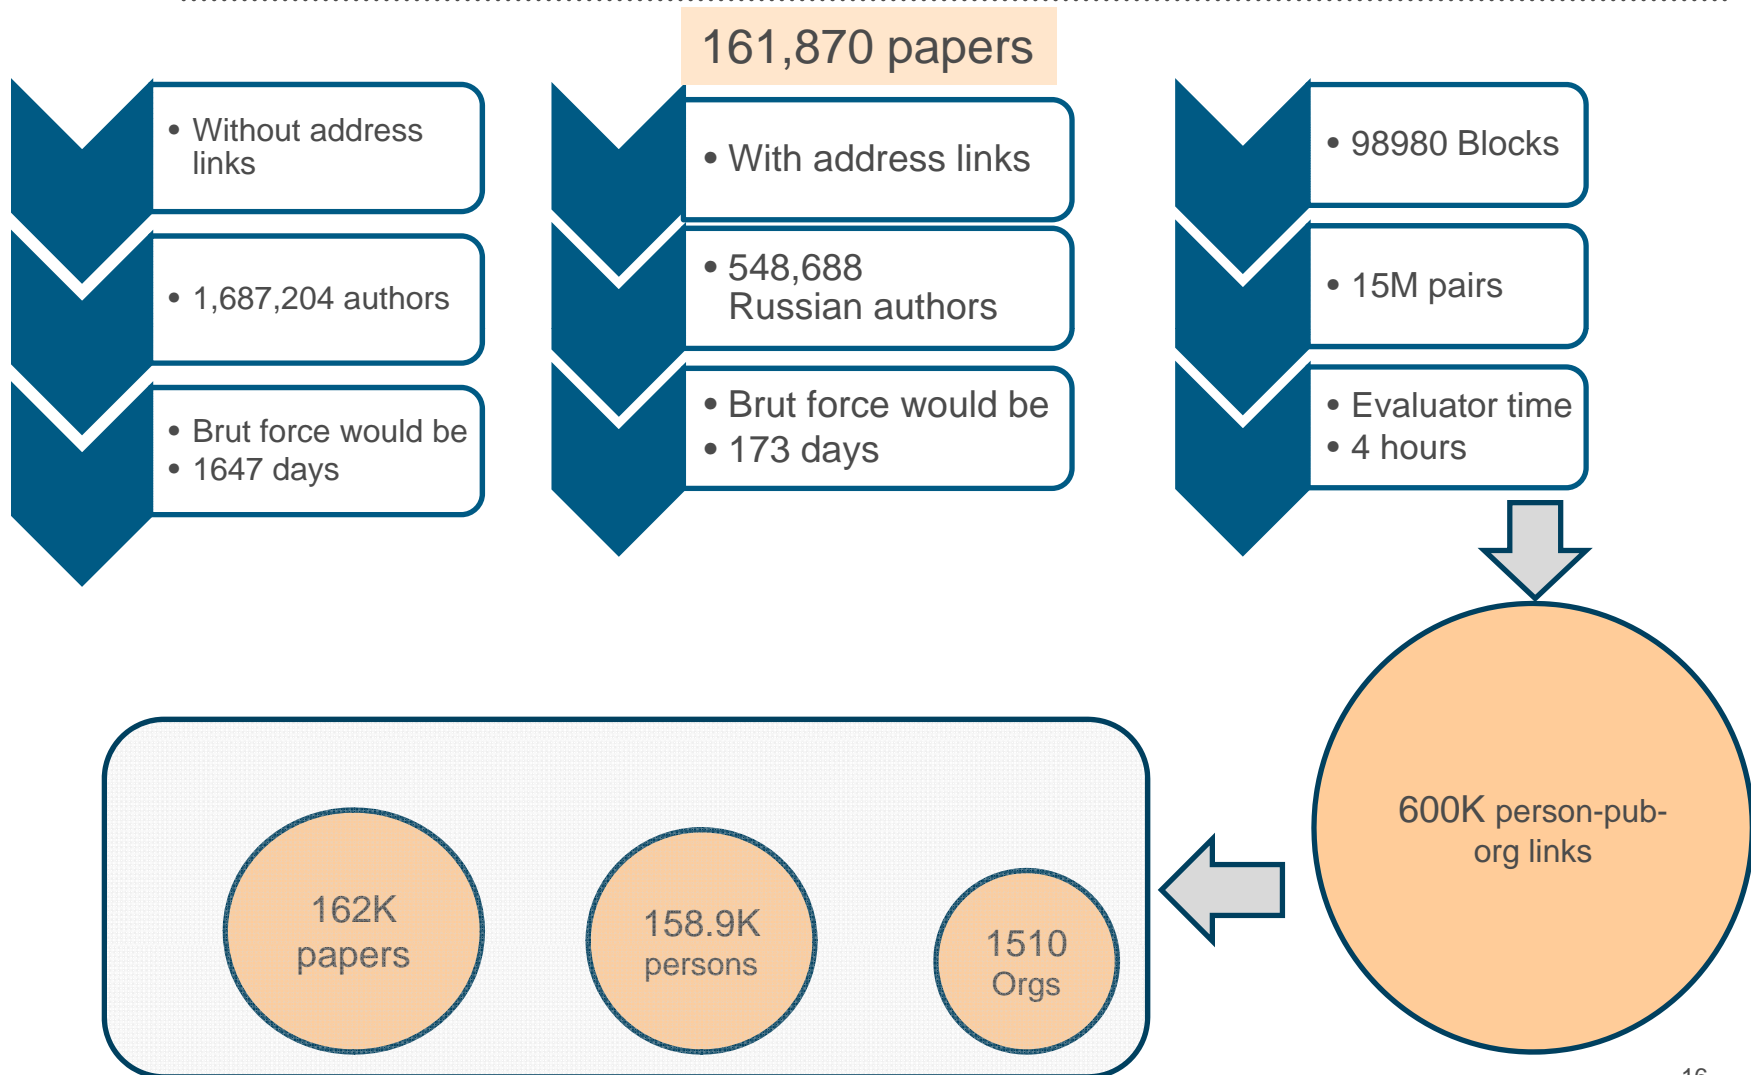 161,870 papers
• Without address
links
• 1,687,204 authors
• Brut force would be
• 1647 days
• With address links
• 548,688
Russian authors
• Brut force would be
• 173 days
• 98980 Blocks
• 15M pairs
• Evaluator time
• 4 hours
600K person-pub-
org links
162K
papers
158.9K
persons
1510
Orgs
16